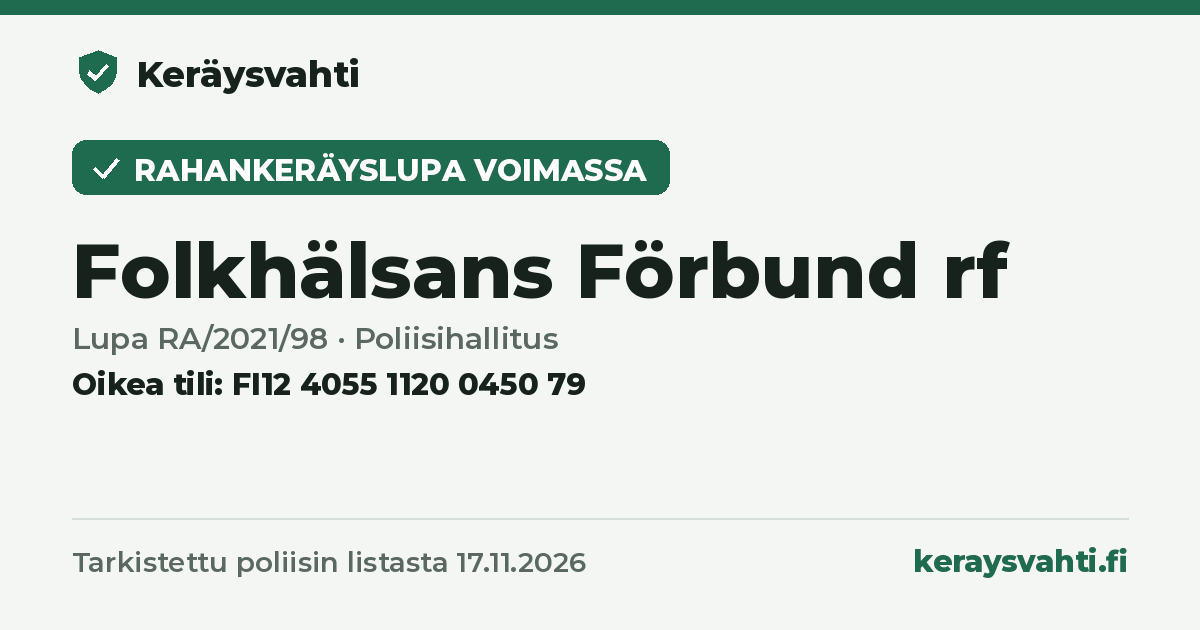 Keräysvahti
RAHANKERÄYSLUPA VOIMASSA
Folkhälsans Förbund rf
Lupa RA/2021/98 · Poliisihallitus
Oikea tili: FI12 4055 1120 0450 79
Tarkistettu poliisin listasta 17.11.2026
keraysvahti.fi